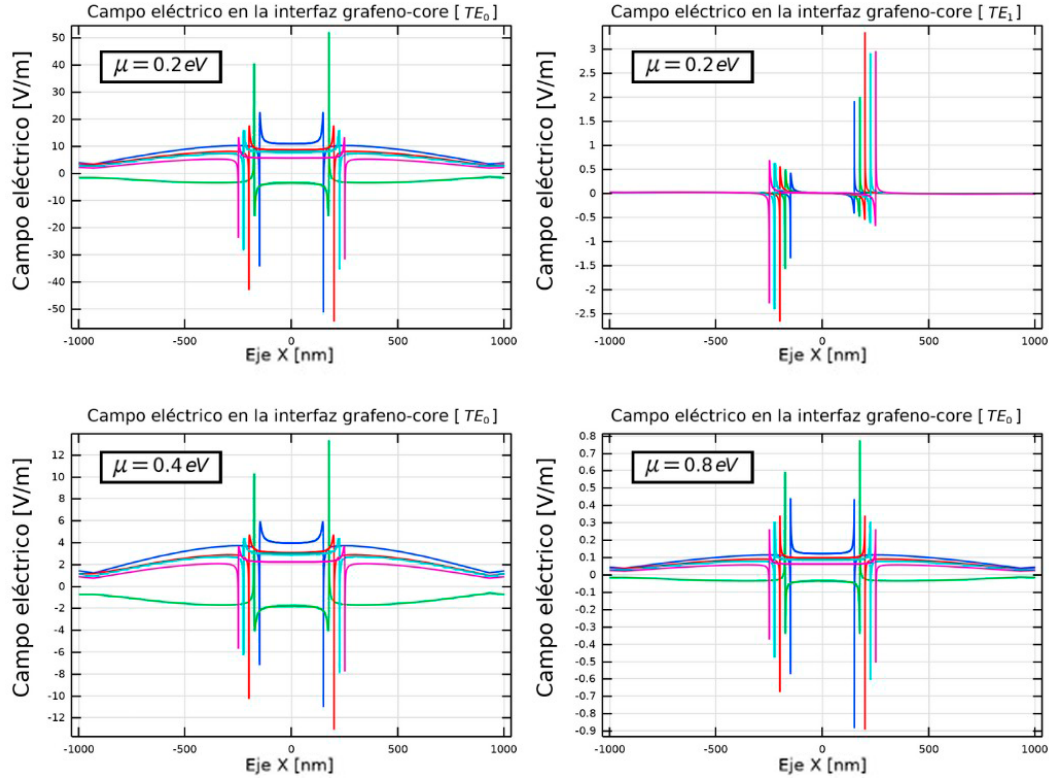 Campo eléctrico en la interfaz grafeno-core [ TE₀ ]
Campo eléctrico [V/m]
μ = 0.2 eV
50
40
30
20
10
0
-10
-20
-30
-40
-50
-1000 -500 0 500 1000
Eje X [nm]
Campo eléctrico en la interfaz grafeno-core [ TE₁ ]
Campo eléctrico [V/m]
μ = 0.2 eV
3
2.5
2
1.5
1
0.5
0
-0.5
-1
-1.5
-2
-2.5
-1000 -500 0 500 1000
Eje X [nm]
Campo eléctrico en la interfaz grafeno-core [ TE₀ ]
Campo eléctrico [V/m]
μ = 0.4 eV
12
10
8
6
4
2
0
-2
-4
-6
-8
-10
-12
-1000 -500 0 500 1000
Eje X [nm]
Campo eléctrico en la interfaz grafeno-core [ TE₀ ]
Campo eléctrico [V/m]
μ = 0.8 eV
0.8
0.7
0.6
0.5
0.4
0.3
0.2
0.1
0
-0.1
-0.2
-0.3
-0.4
-0.5
-0.6
-0.7
-0.8
-0.9
-1000 -500 0 500 1000
Eje X [nm]